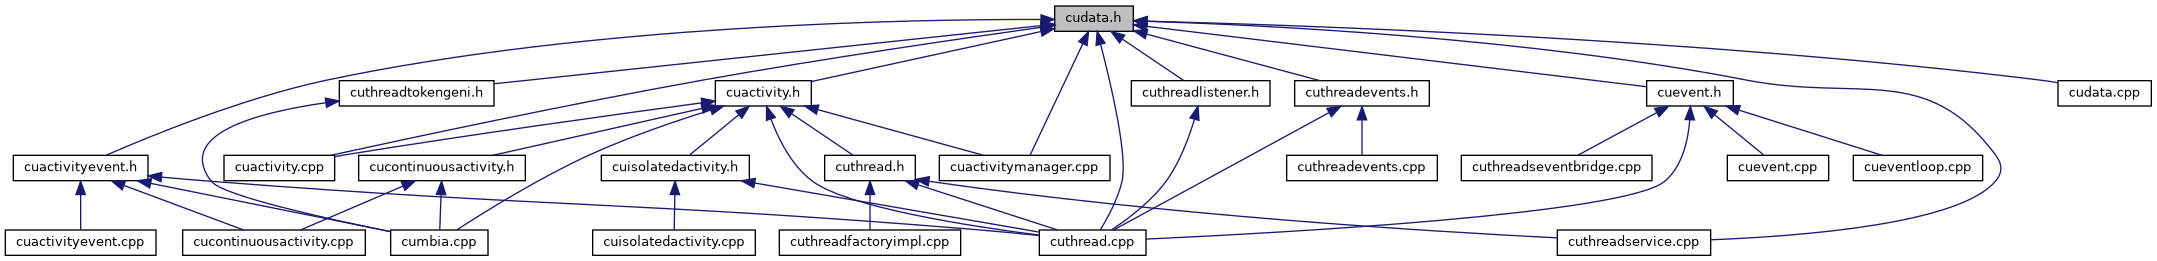 cudata.h
cuthreadtokengeni.h
cuactivity.h
cuthreadlistener.h
cuthreadevents.h
cuevent.h
cudata.cpp
cuactivityevent.h
cuactivity.cpp
cucontinuousactivity.h
cuisolatedactivity.h
cuthread.h
cuactivitymanager.cpp
cuthreadevents.cpp
cuthreadseventbridge.cpp
cuevent.cpp
cueventloop.cpp
cuactivityevent.cpp
cucontinuousactivity.cpp
cumbia.cpp
cuisolatedactivity.cpp
cuthreadfactoryimpl.cpp
cuthread.cpp
cuthreadservice.cpp